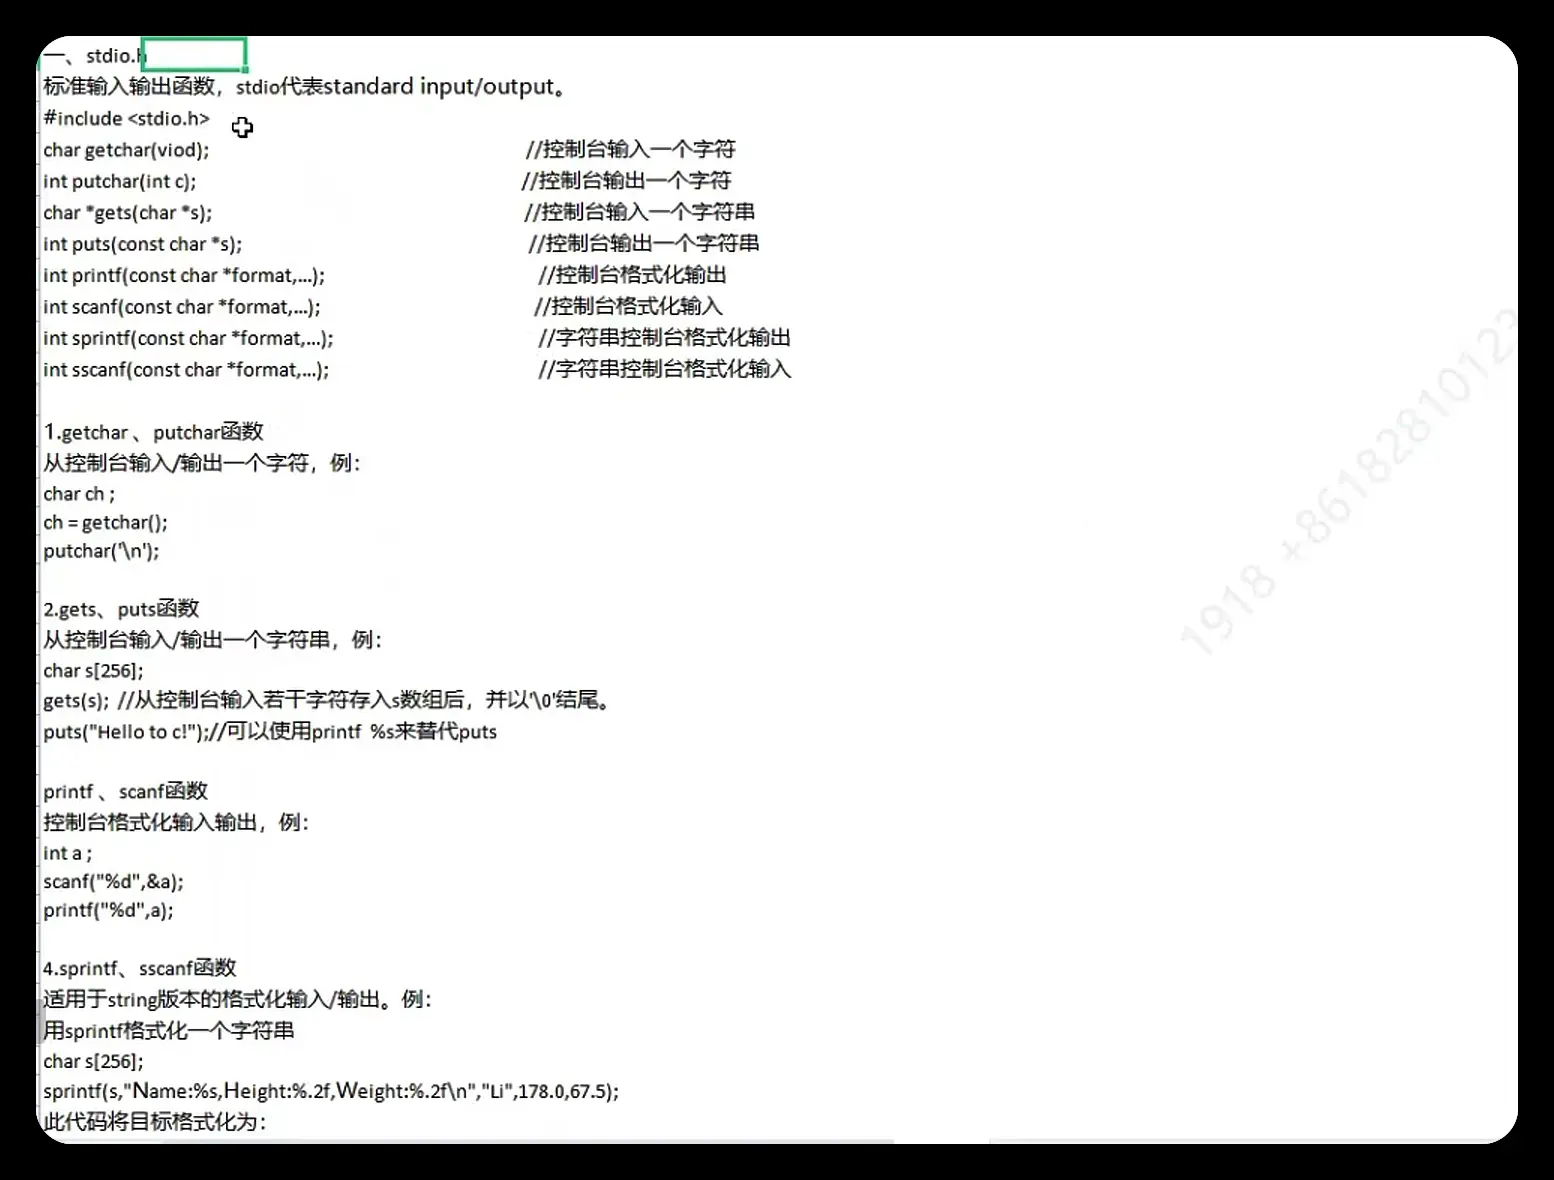 一、stdio.h
标准输入输出函数，stdio代表standard input/output。
#include <stdio.h>
char getchar(viod); //控制台输入一个字符
int putchar(int c); //控制台输出一个字符
char *gets(char *s); //控制台输入一个字符串
int puts(const char *s); //控制台输出一个字符串
int printf(const char *format,...); //控制台格式化输出
int scanf(const char *format,...); //控制台格式化输入
int sprintf(const char *format,...); //字符串控制台格式化输出
int sscanf(const char *format,...); //字符串控制台格式化输入
1.getchar 、putchar函数
从控制台输入/输出一个字符，例：
char ch ;
ch = getchar();
putchar('\n');
2.gets、puts函数
从控制台输入/输出一个字符串，例：
char s[256];
gets(s); //从控制台输入若干字符存入s数组后，并以'\0'结尾。
puts("Hello to c!");//可以使用printf %s来替代puts
printf 、scanf函数
控制台格式化输入输出，例：
int a ;
scanf("%d",&a);
printf("%d",a);
4.sprintf、sscanf函数
适用于string版本的格式化输入/输出。例：
用sprintf格式化一个字符串
char s[256];
sprintf(s,"Name:%s,Height:%.2f,Weight:%.2f\n","Li",178.0,67.5);
此代码将目标格式化为：
1918 +86182810123